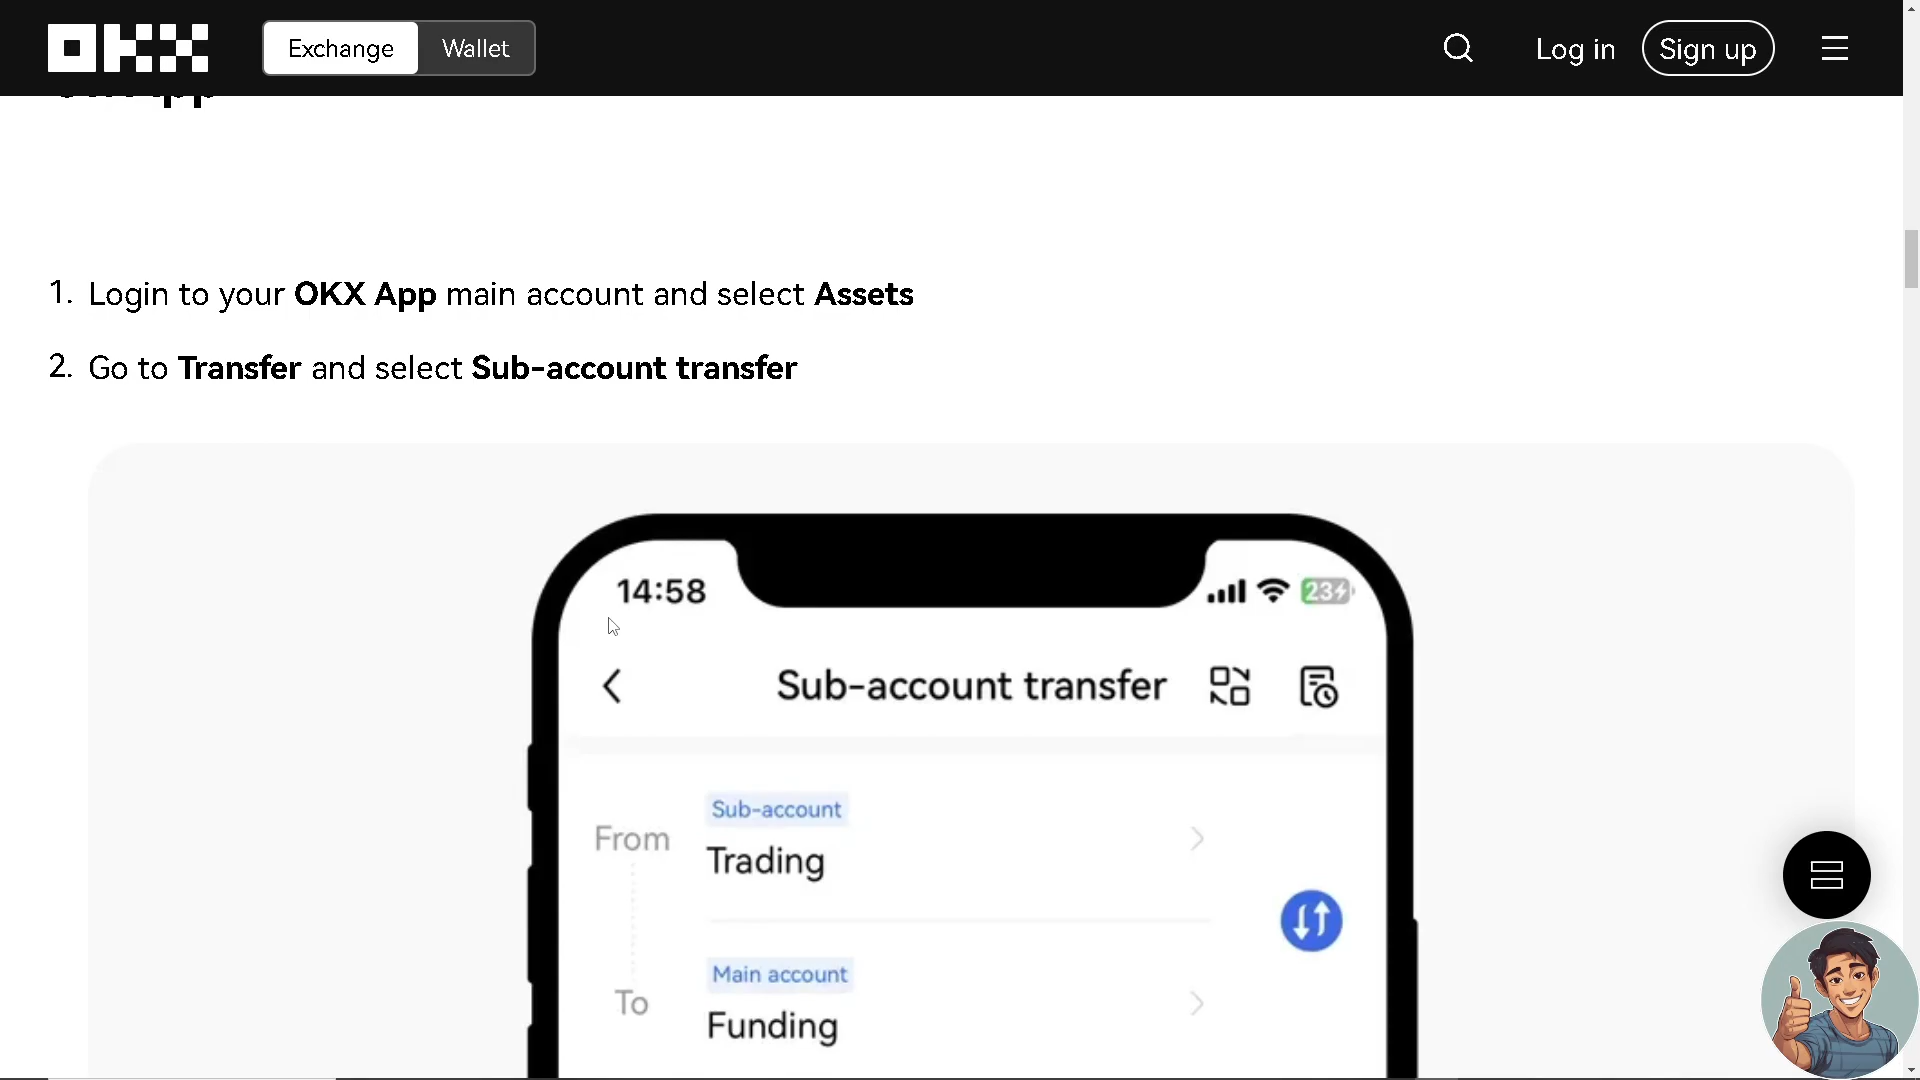 OKX
Exchange
Wallet
Log in
Sign up
1. Login to your OKX App main account and select Assets
2. Go to Transfer and select Sub-account transfer
14:58
23
Sub-account transfer
Sub-account
From
Trading
Main account
To
Funding